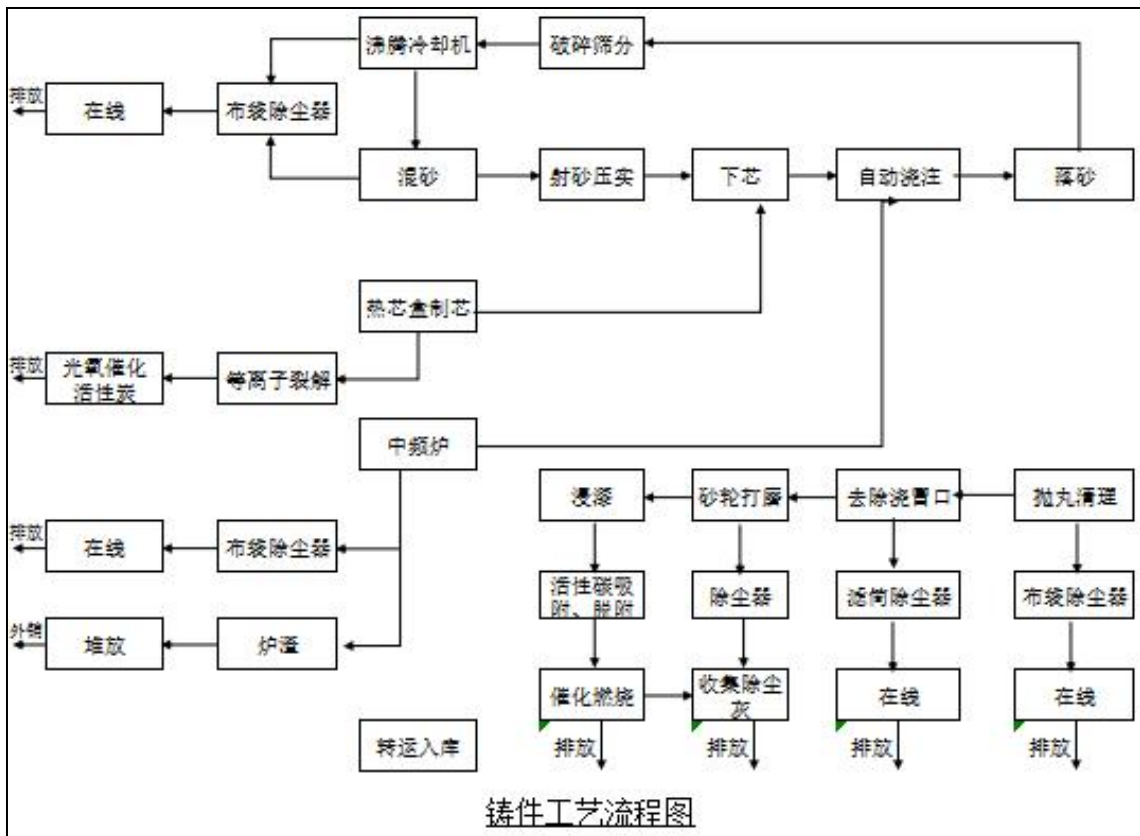 沸腾冷却机
破碎筛分
排放
在线
布袋除尘器
混砂
射砂压实
下芯
自动浇注
落砂
热芯盒制芯
排放
光氧催化
活性炭
等离子裂解
中频炉
浸漆
砂轮打磨
去除浇冒口
抛丸清理
排放
在线
布袋除尘器
活性碳吸
附、脱附
除尘器
滤筒除尘器
布袋除尘器
外销
堆放
炉渣
催化燃烧
收集除尘
灰
在线
在线
转运入库
排放
排放
排放
排放
铸件工艺流程图